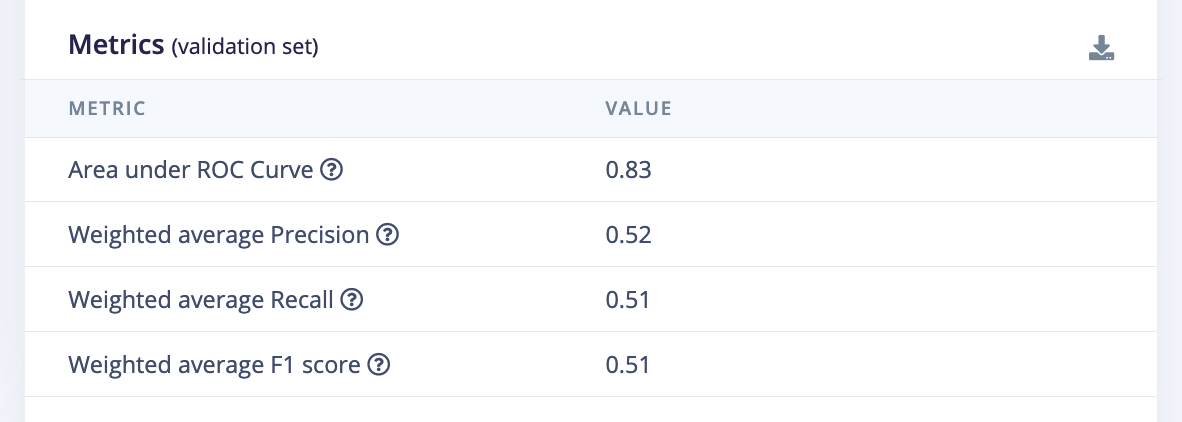 Metrics (validation set)
METRIC VALUE
Area under ROC Curve ? 0.83
Weighted average Precision ? 0.52
Weighted average Recall ? 0.51
Weighted average F1 score ? 0.51